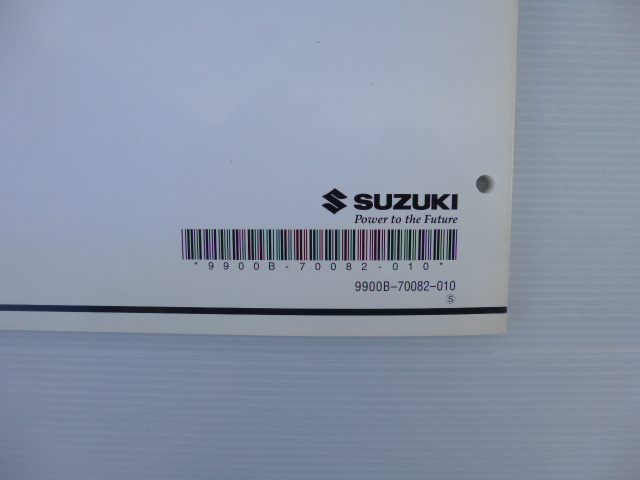 SUZUKI
Power to the Future
*9900B-70082-010*
9900B-70082-010
S